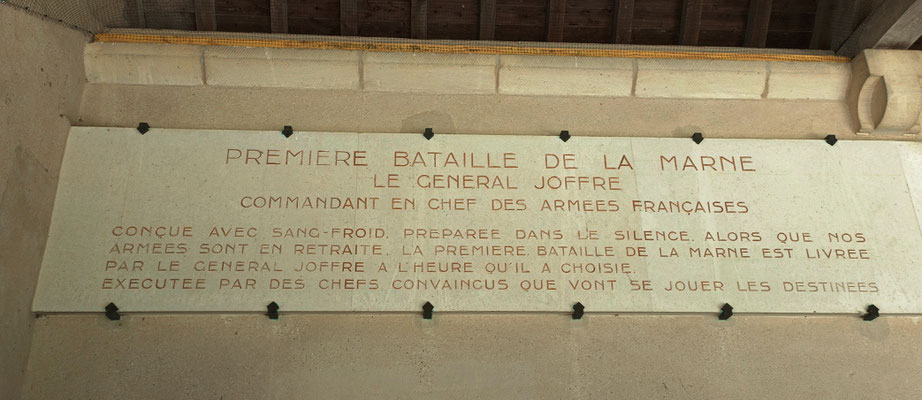 PREMIERE BATAILLE DE LA MARNE
LE GENERAL JOFFRE
COMMANDANT EN CHEF DES ARMEES FRANÇAISES
CONÇUE AVEC SANG-FROID, PREPAREE DANS LE SILENCE, ALORS QUE NOS
ARMEES SONT EN RETRAITE, LA PREMIERE BATAILLE DE LA MARNE EST LIVREE
PAR LE GENERAL JOFFRE A L'HEURE QU'IL A CHOISIE.
EXECUTEE PAR DES CHEFS CONVAINCUS QUE VONT SE JOUER LES DESTINEES